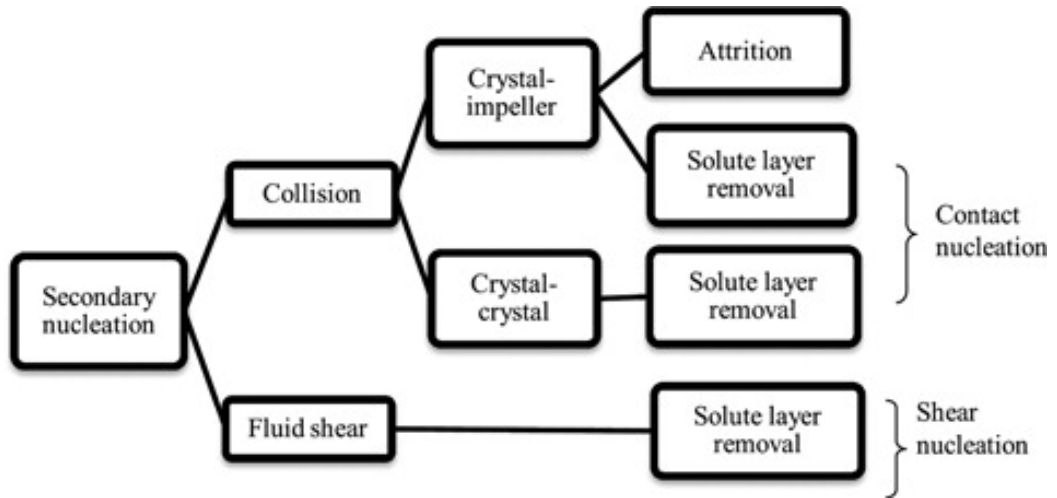 Secondary
nucleation
Collision
Fluid shear
Crystal-
impeller
Crystal-
crystal
Attrition
Solute layer
removal
Solute layer
removal
Solute layer
removal
Contact
nucleation
Shear
nucleation